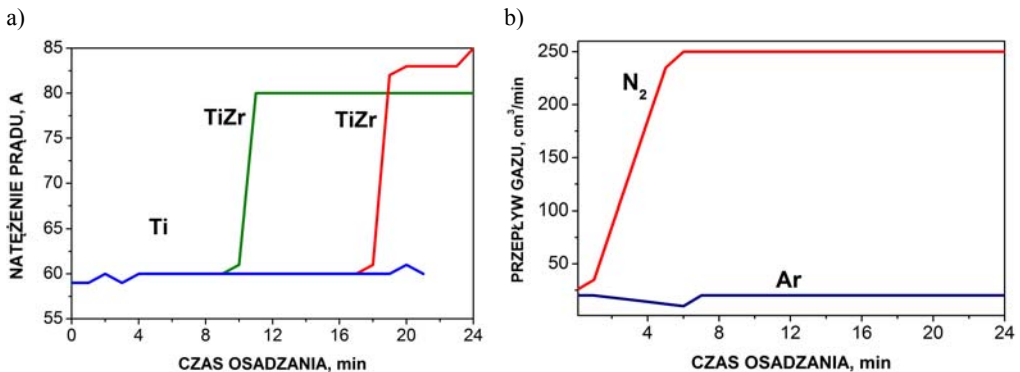 a)
NATĘŻENIE PRĄDU, A
85
80
75
70
65
60
55
TiZr
TiZr
Ti
0
4
8
12
16
20
24
CZAS OSADZANIA, min
b)
PRZEPŁYW GAZU, cm³/min
250
200
150
100
50
N₂
Ar
4
8
12
16
20
24
CZAS OSADZANIA, min